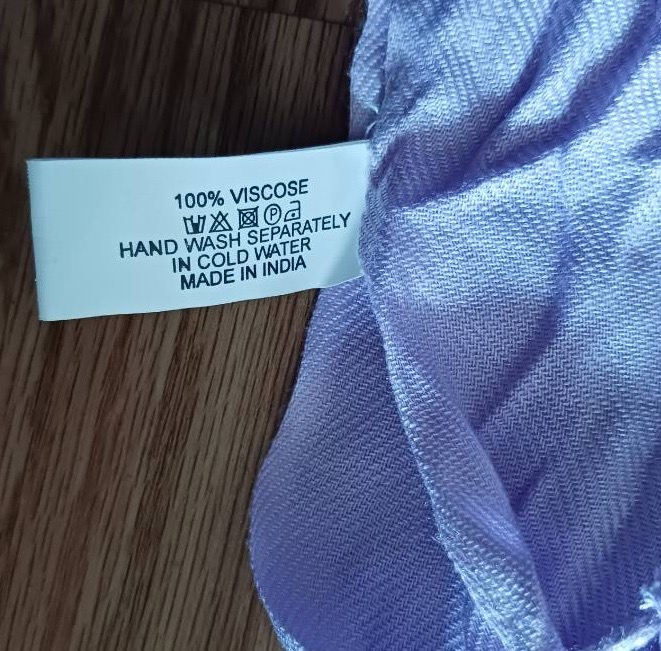 100% VISCOSE
P
HAND WASH SEPARATELY
IN COLD WATER
MADE IN INDIA